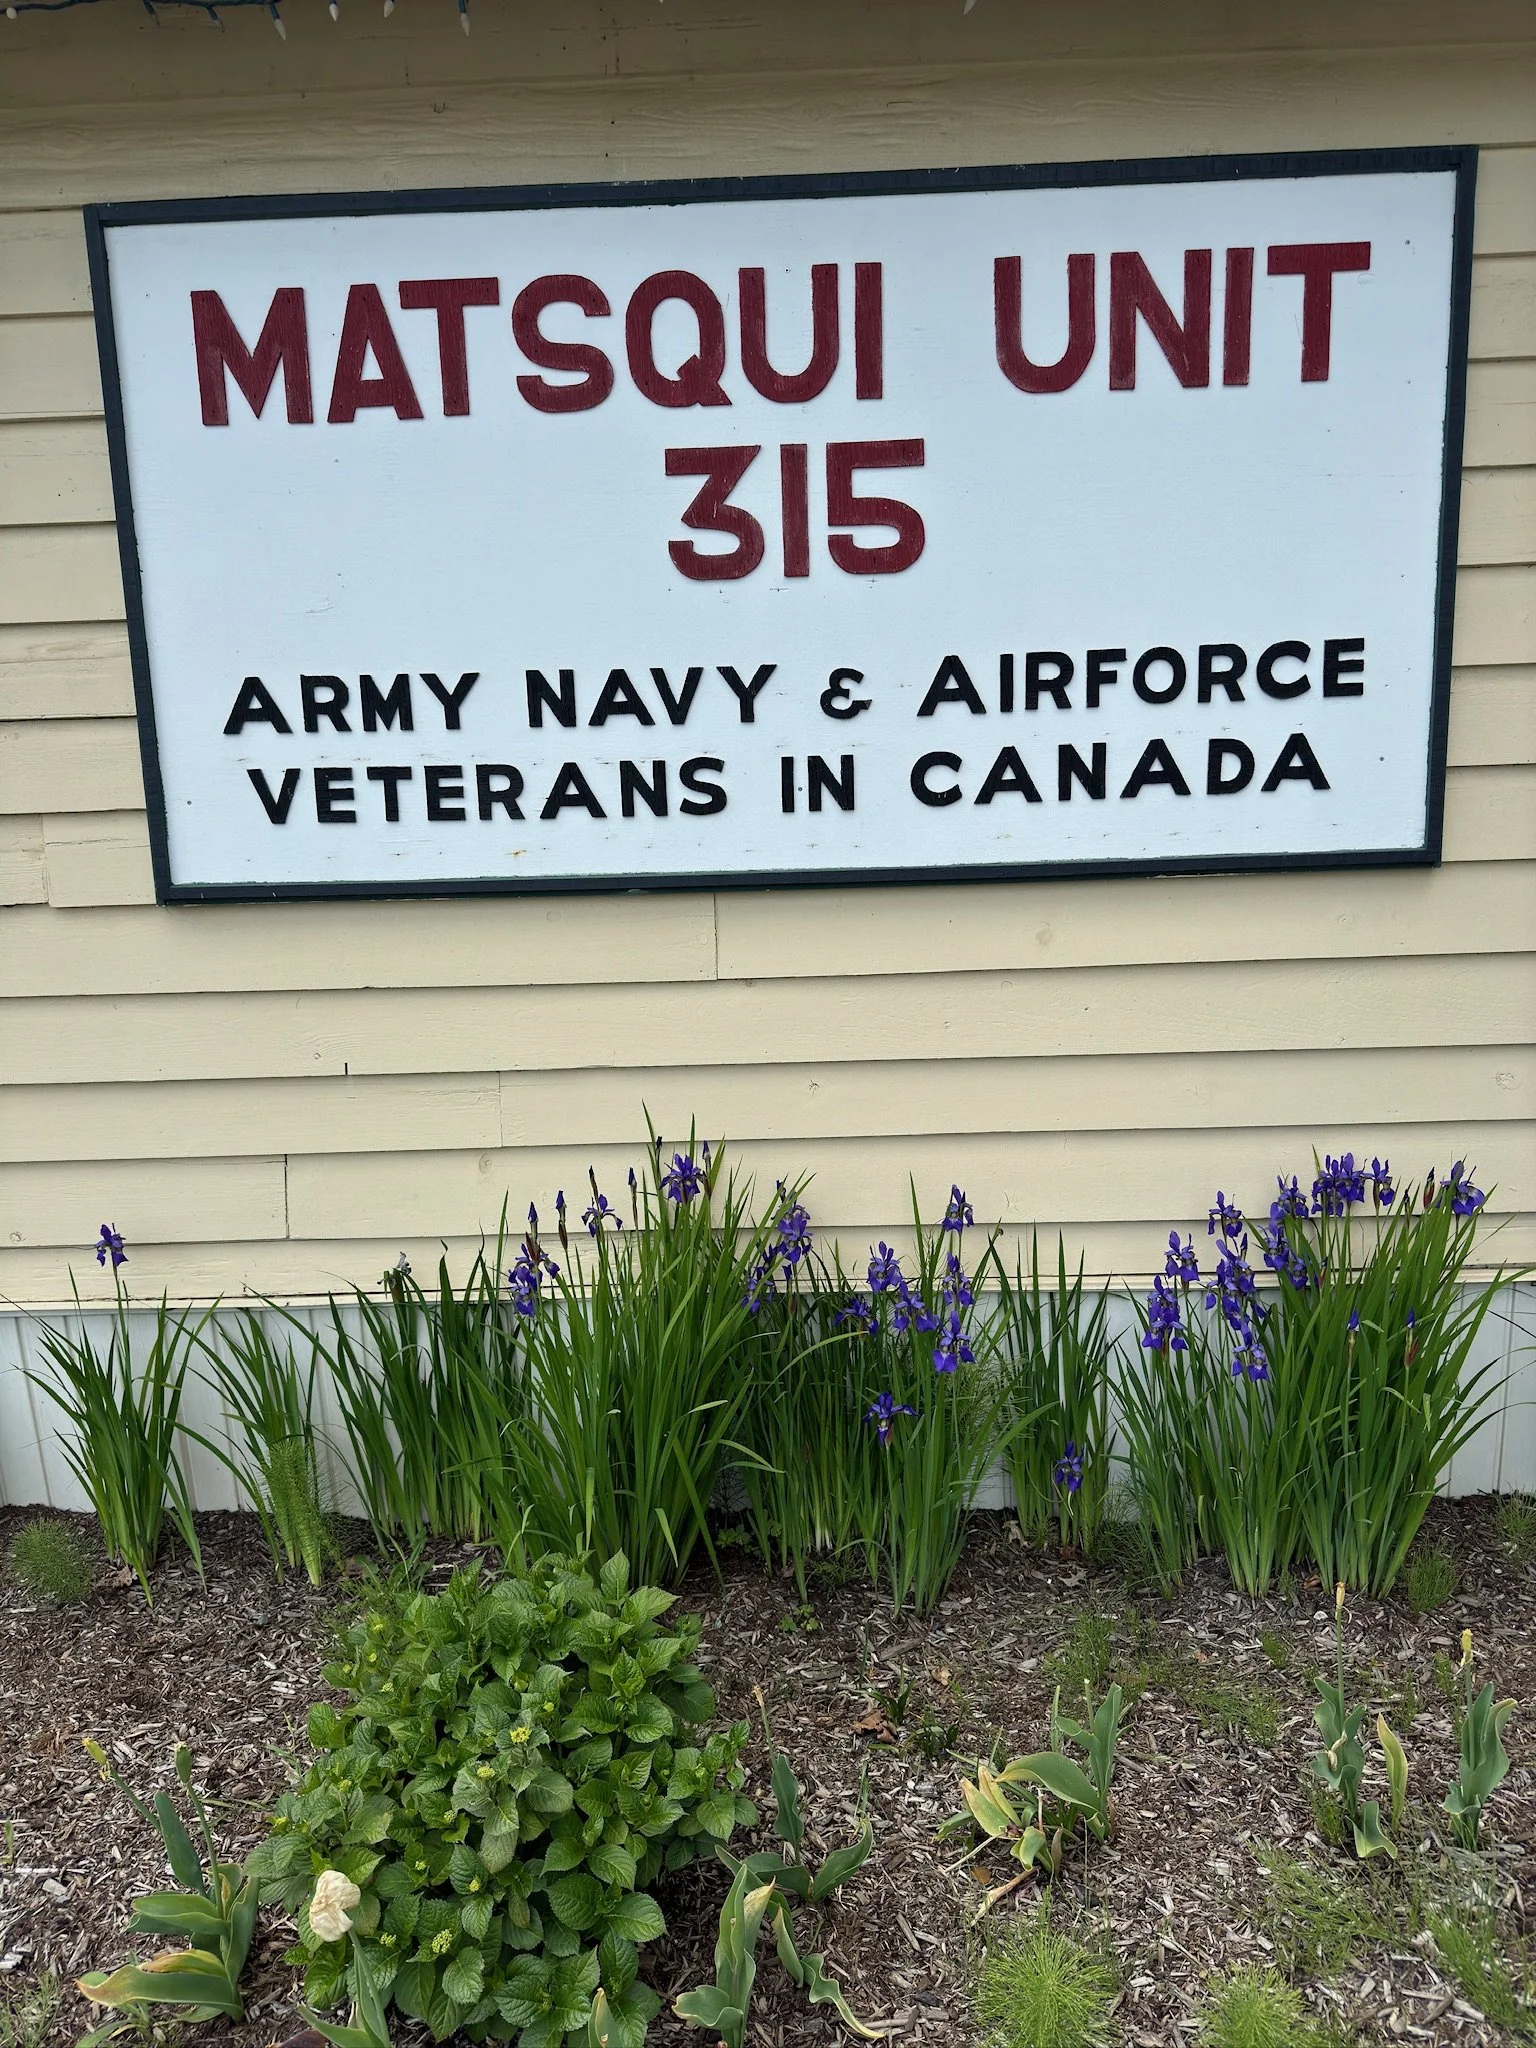 MATSQUI UNIT
315
ARMY NAVY & AIRFORCE
VETERANS IN CANADA